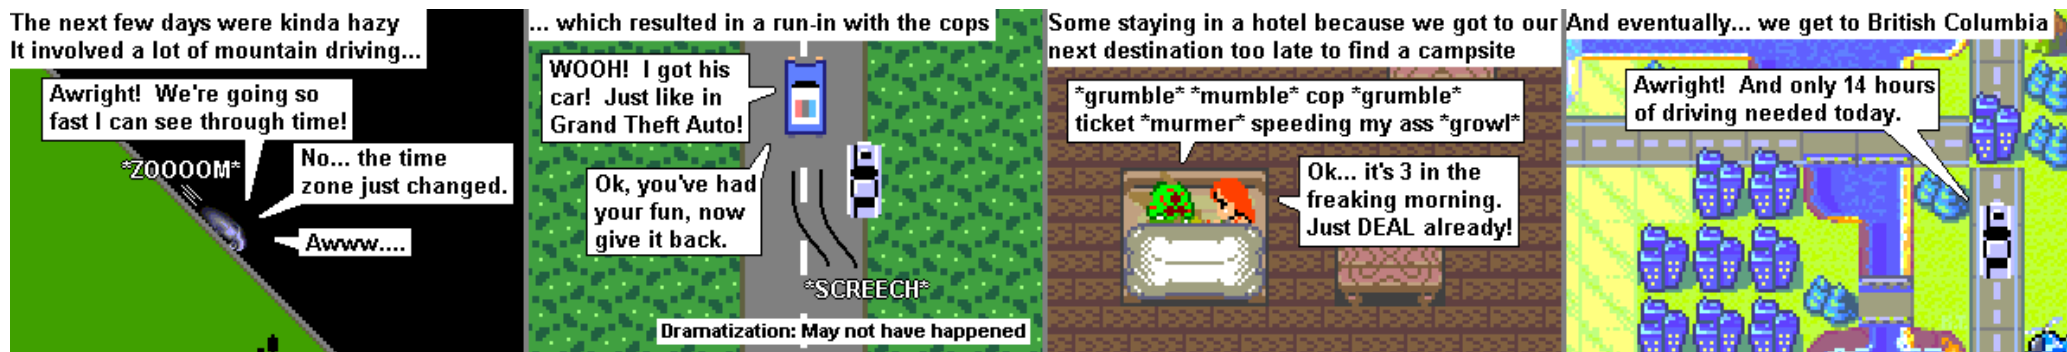 The next few days were kinda hazy
It involved a lot of mountain driving...
Awright!  We're going so
fast I can see through time!
*ZOOOOM*
No... the time
zone just changed.
Awww....
... which resulted in a run-in with the cops
WOOH!  I got his
car!  Just like in
Grand Theft Auto!
Ok, you've had
your fun, now
give it back.
*SCREECH*
Dramatization: May not have happened
Some staying in a hotel because we got to our
next destination too late to find a campsite
*grumble* *mumble* cop *grumble*
ticket *murmer* speeding my ass *growl*
Ok... it's 3 in the
freaking morning.
Just DEAL already!
And eventually... we get to British Columbia
Awright!  And only 14 hours
of driving needed today.